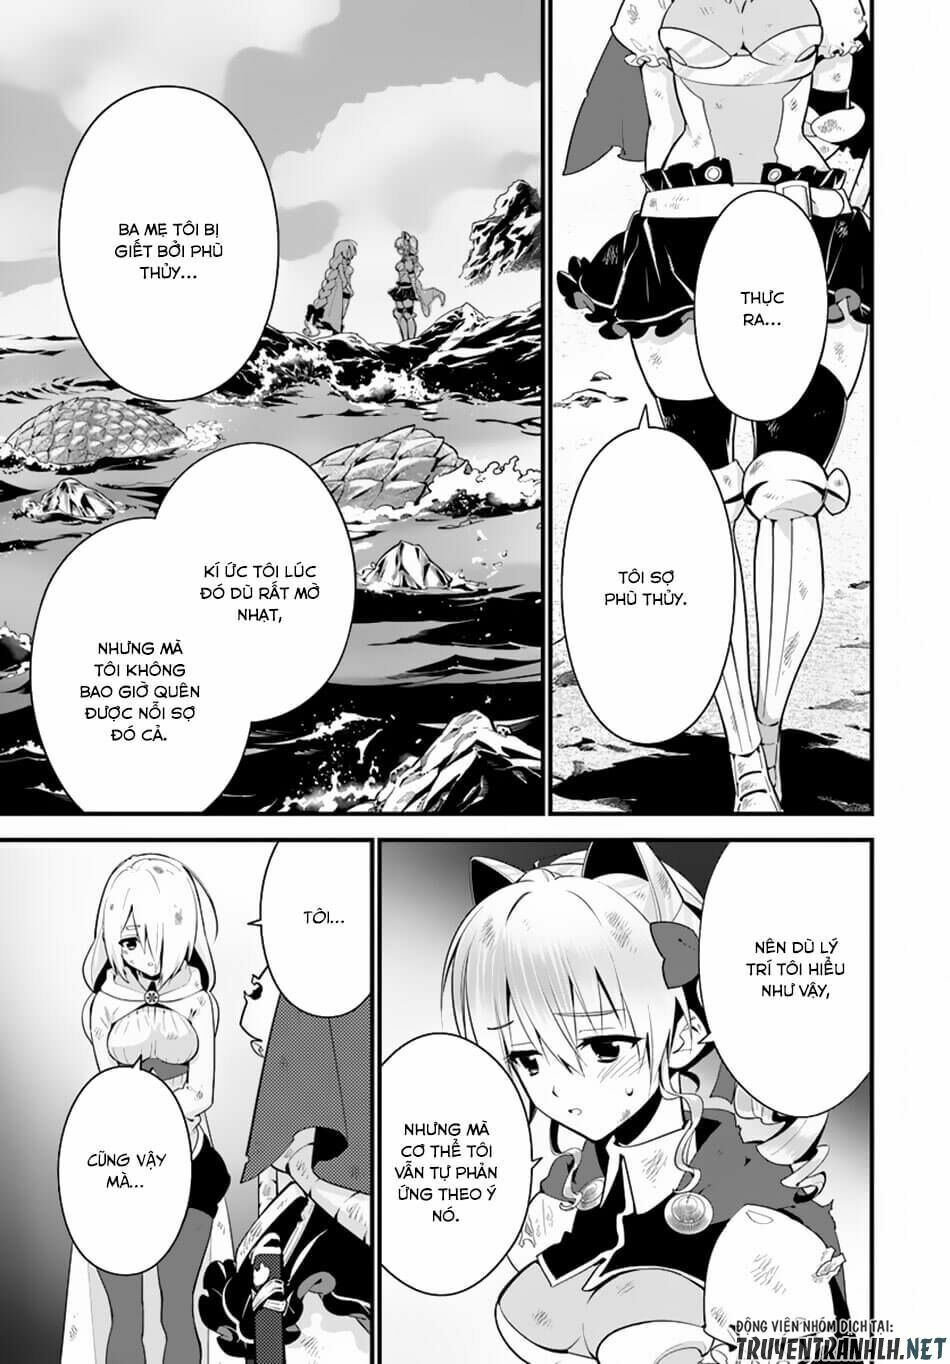 THỰC
RA...
TÔI SỢ
PHÙ THỦY.
BA MẸ TÔI BỊ
GIẾT BỞI PHÙ
THỦY...
KÍ ỨC TÔI LÚC
ĐÓ DÙ RẤT MỜ
NHẠT,
NHƯNG MÀ
TÔI KHÔNG
BAO GIỜ QUÊN
ĐƯỢC NỖI SỢ
ĐÓ CẢ.
NÊN DÙ LÝ
TRÍ TÔI HIỂU
NHƯ VẬY,
NHƯNG MÀ
CƠ THỂ TÔI
VẪN TỰ PHẢN
ỨNG THEO Ý
NÓ.
TÔI...
CŨNG VẬY
MÀ...
ĐỘNG VIÊN NHÓM DỊCH TẠI:
TRUYENTRANHLH.NET